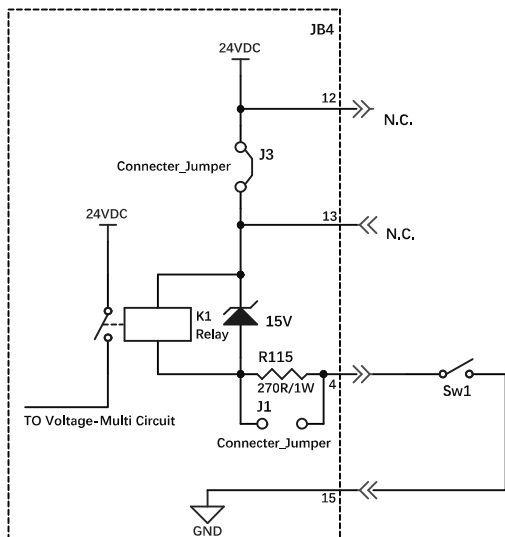 JB4
24VDC
12
N.C.
J3
Connecter_Jumper
13
N.C.
24VDC
K1
Relay
15V
R115
270R/1W
4
Sw1
J1
TO Voltage-Multi Circuit
Connecter_Jumper
15
GND